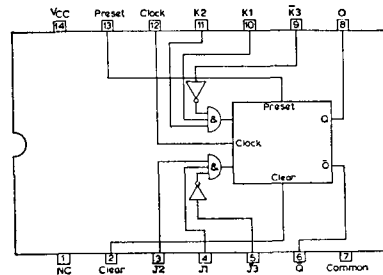 VCC Preset Clock K2 K1 K̅3 Q
14 13 12 11 10 9 8
&
Preset
Q
Clock
&
Q̅
Clear
1 2 3 4 5 6 7
NC Clear J2 J1 J̅3 Q̅ Common